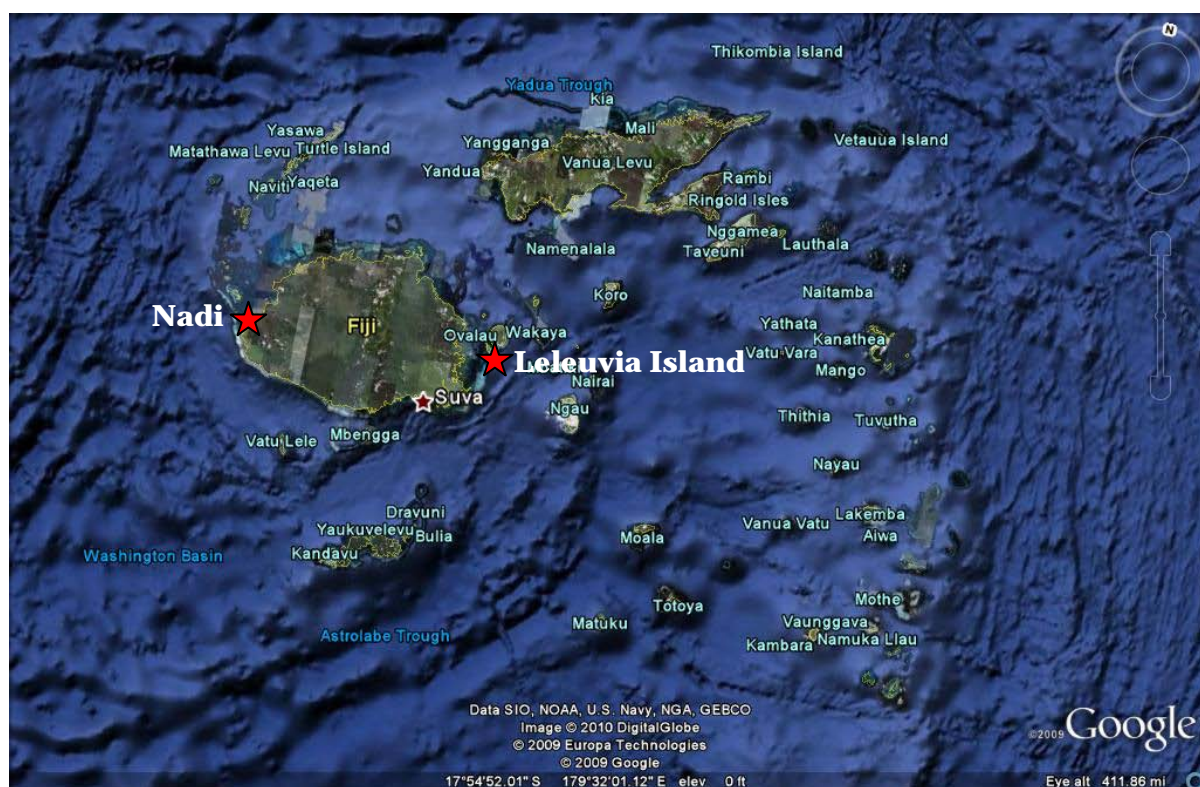 N
Thikombia Island
Yadua Trough
Kia
Mali
Yasawa
Matathawa Levu Turtle Island
Yangganga
Vetauua Island
Vanua Levu
Yandua
Naviti Yaqeta
Rambi
Ringold Isles
Nggamea
Lauthala
Namenalala
Taveuni
Koro
Naitamba
Nadi
Fiji
Yathata
Ovalau Wakaya
Kanathea
Vatu Vara
Leleuvia Island
Mango
Nairai
Suva
Ngau
Thithia
Tuvutha
Vatu Lele
Mbengga
Nayau
Dravuni
Lakemba
Vanua Vatu
Yaukuvelevu
Bulia
Aiwa
Moala
Washington Basin
Kandavu
Mothe
Totoya
Matuku
Vaunggava
Astrolabe Trough
Kambara
Namuka I Lau
Data SIO, NOAA, U.S. Navy, NGA, GEBCO
Image © 2010 DigitalGlobe
© 2009 Europa Technologies
© 2009 Google
©2009 Google
17°54'52.01" S 179°32'01.12" E elev 0 ft
Eye alt 411.86 mi